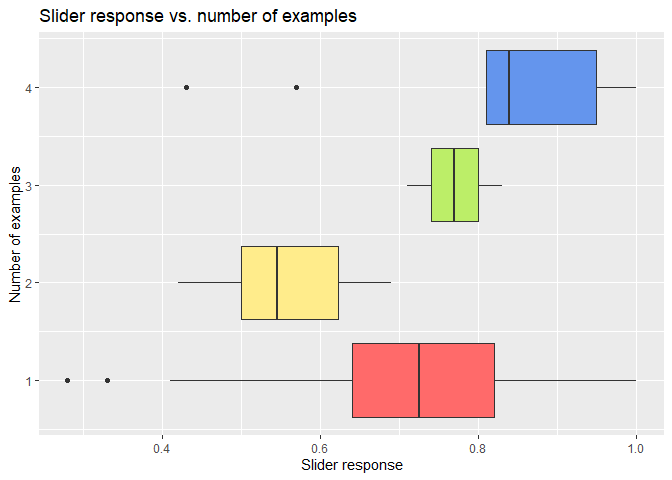 Slider response vs. number of examples
Number of examples
4
3
2
1
0.4 0.6 0.8 1.0
Slider response